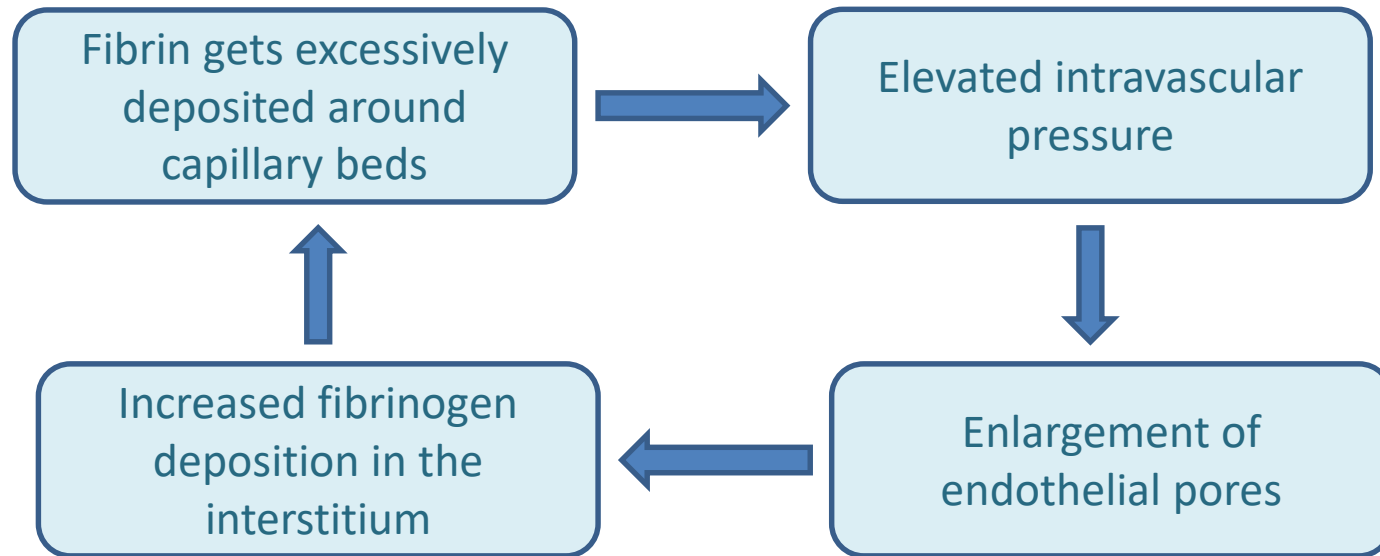 Fibrin gets excessively
deposited around
capillary beds
Elevated intravascular
pressure
Increased fibrinogen
deposition in the
interstitium
Enlargement of
endothelial pores